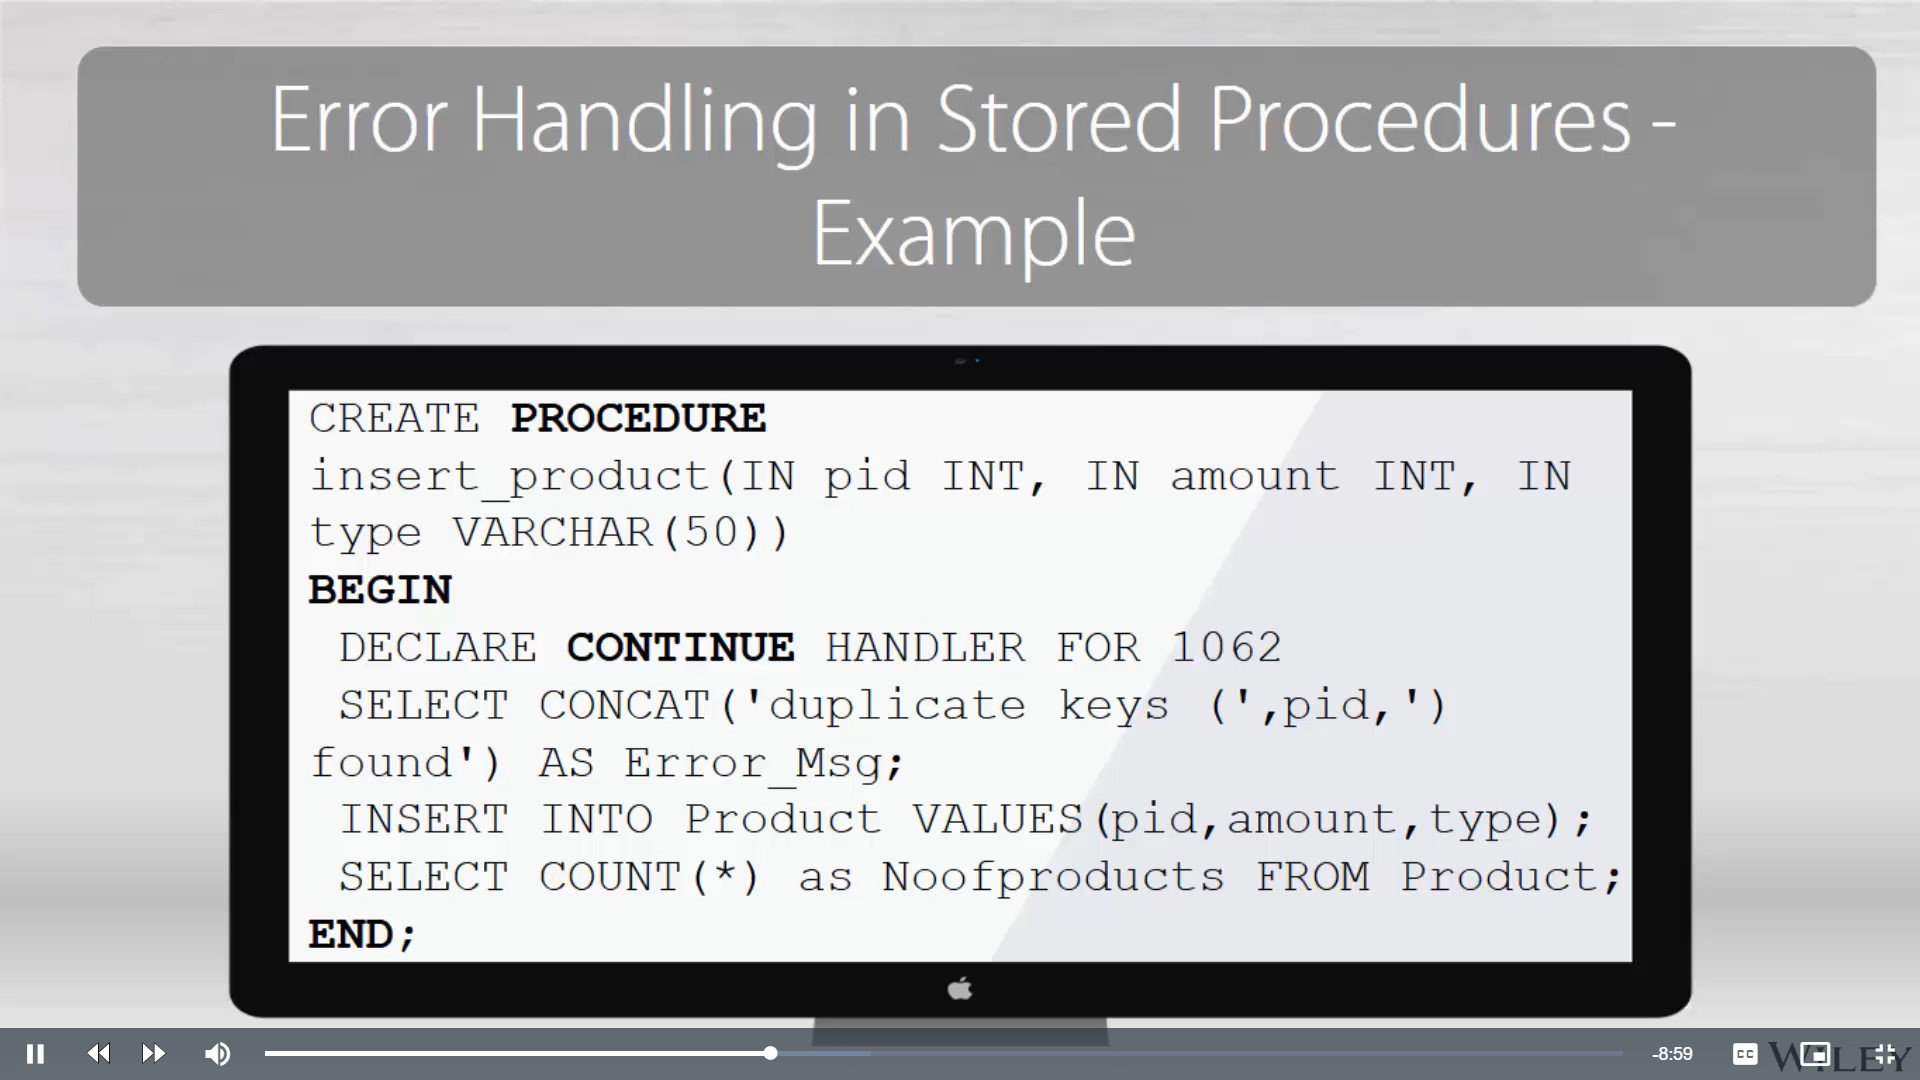 Error Handling in Stored Procedures -
Example
CREATE PROCEDURE
insert_product(IN pid INT, IN amount INT, IN
type VARCHAR(50))
BEGIN
DECLARE CONTINUE HANDLER FOR 1062
SELECT CONCAT('duplicate keys (',pid,')
found') AS Error_Msg;
INSERT INTO Product VALUES(pid,amount,type);
SELECT COUNT(*) as Noofproducts FROM Product;
END;
-8:59
CC
WILEY